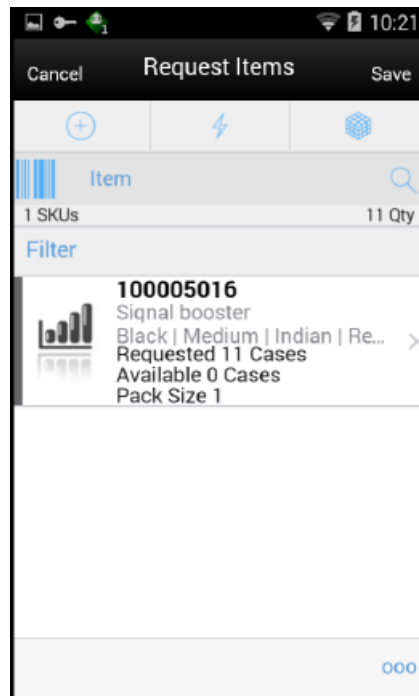 1 10:21
Cancel Request Items Save
Item
1 SKUs 11 Qty
Filter
100005016
Signal booster
Black | Medium | Indian | Re...
Requested 11 Cases
Available 0 Cases
Pack Size 1